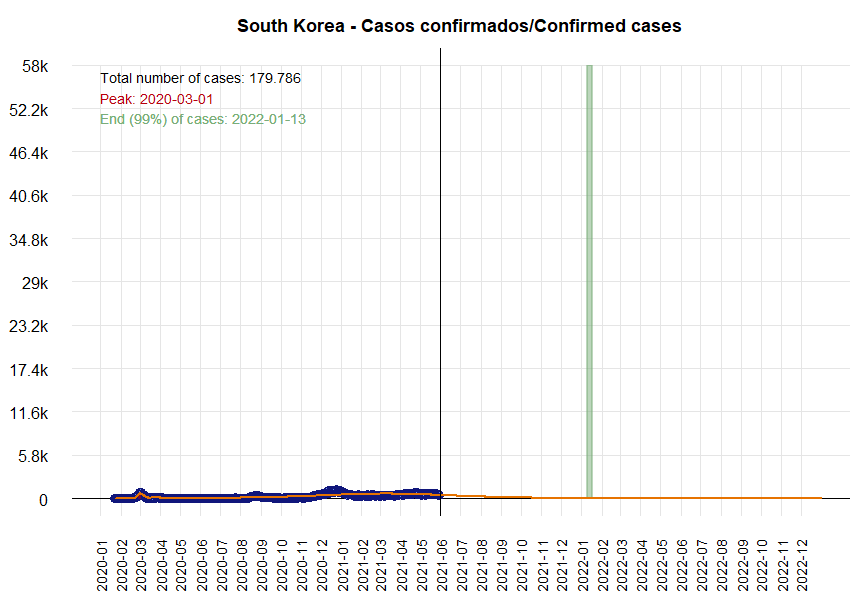 South Korea - Casos confirmados/Confirmed cases
58k
52.2k
46.4k
40.6k
34.8k
29k
23.2k
17.4k
11.6k
5.8k
0
Total number of cases: 179.786
Peak: 2020-03-01
End (99%) of cases: 2022-01-13
2020-01
2020-02
2020-03
2020-04
2020-05
2020-06
2020-07
2020-08
2020-09
2020-10
2020-11
2020-12
2021-01
2021-02
2021-03
2021-04
2021-05
2021-06
2021-07
2021-08
2021-09
2021-10
2021-11
2021-12
2022-01
2022-02
2022-03
2022-04
2022-05
2022-06
2022-07
2022-08
2022-09
2022-10
2022-11
2022-12